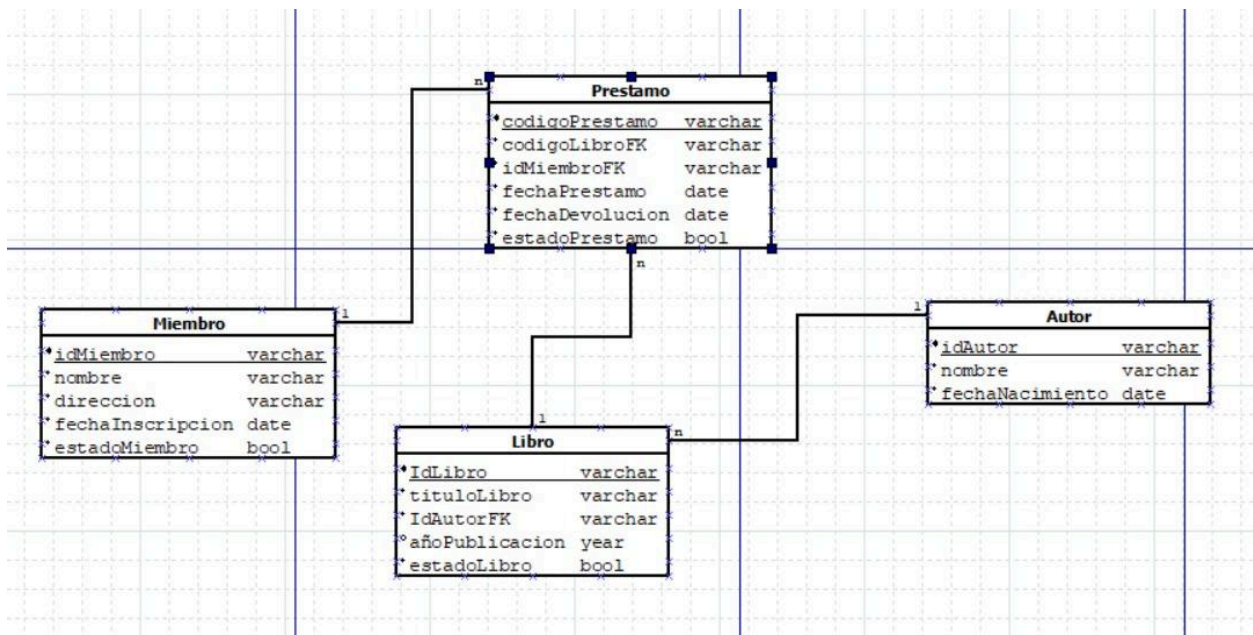 n
Prestamo
codigoPrestamo varchar
codigoLibroFK varchar
idMiembroFK varchar
fechaPrestamo date
fechaDevolucion date
estadoPrestamo bool
n
1
Miembro
idMiembro varchar
nombre varchar
direccion varchar
fechaInscripcion date
estadoMiembro bool
1
Autor
idAutor varchar
nombre varchar
fechaNacimiento date
1
n
Libro
IdLibro varchar
tituloLibro varchar
IdAutorFK varchar
añoPublicacion year
estadoLibro bool